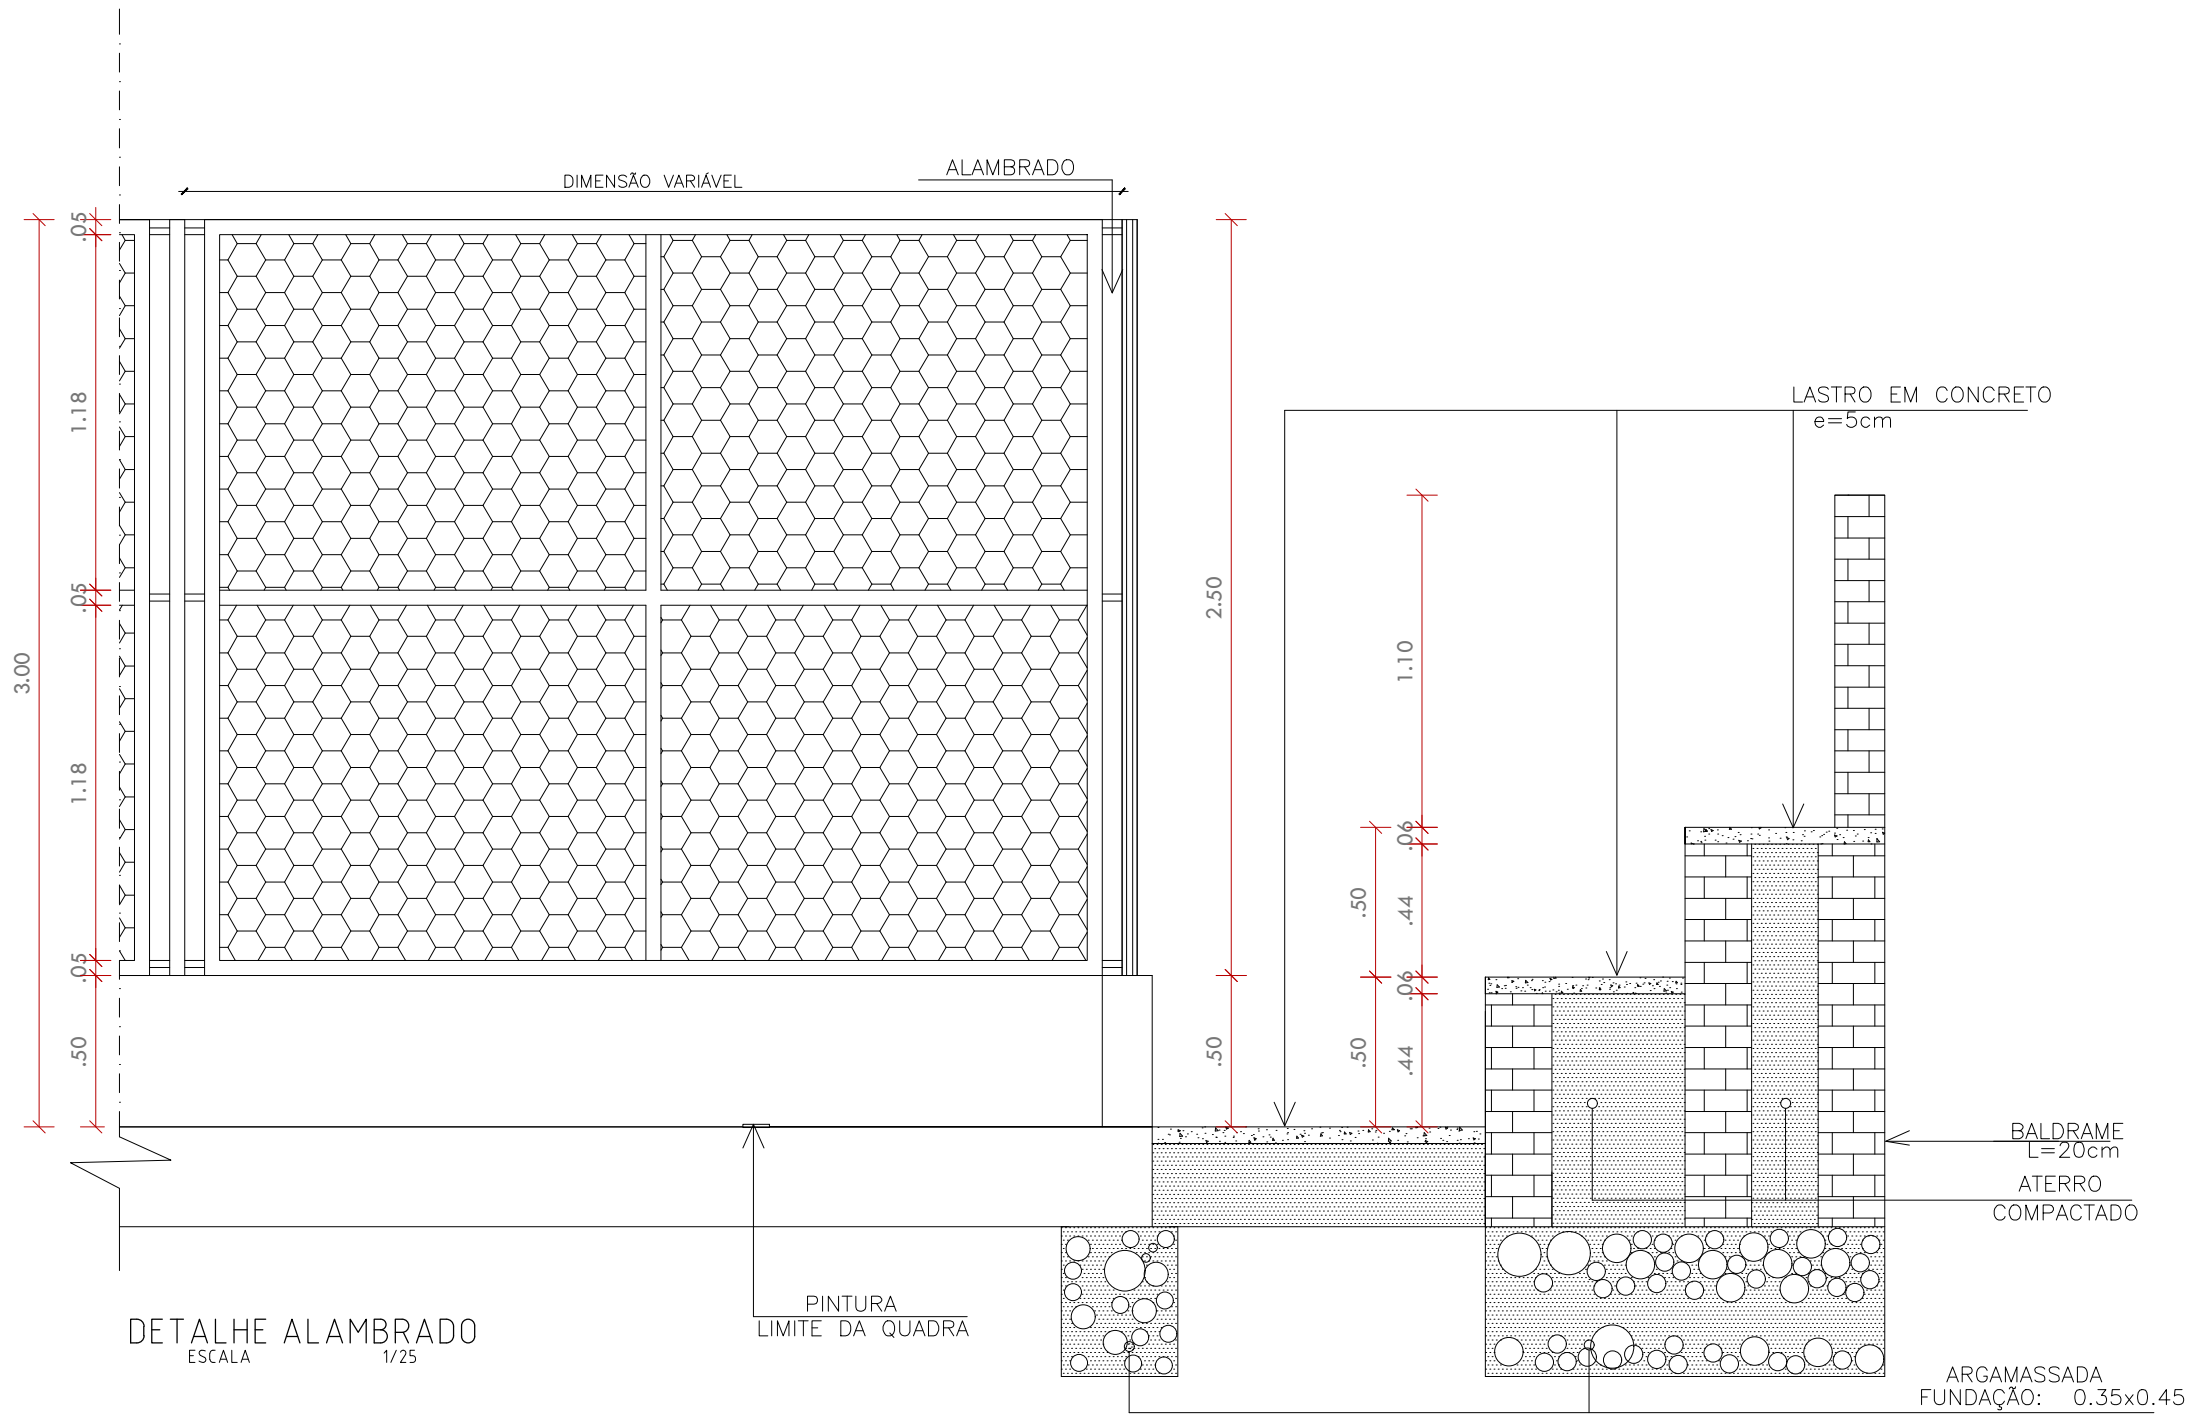 ALAMBRADO
DIMENSÃO VARIÁVEL
.05
1.18
.05
3.00
1.18
.05
.50
2.50
.50
LASTRO EM CONCRETO
e=5cm
1.10
.06
.50
.44
.06
.50
.44
BALDRAME
L=20cm
ATERRO
COMPACTADO
PINTURA
LIMITE DA QUADRA
DETALHE ALAMBRADO
ESCALA 1/25
ARGAMASSADA
FUNDAÇÃO: 0.35x0.45